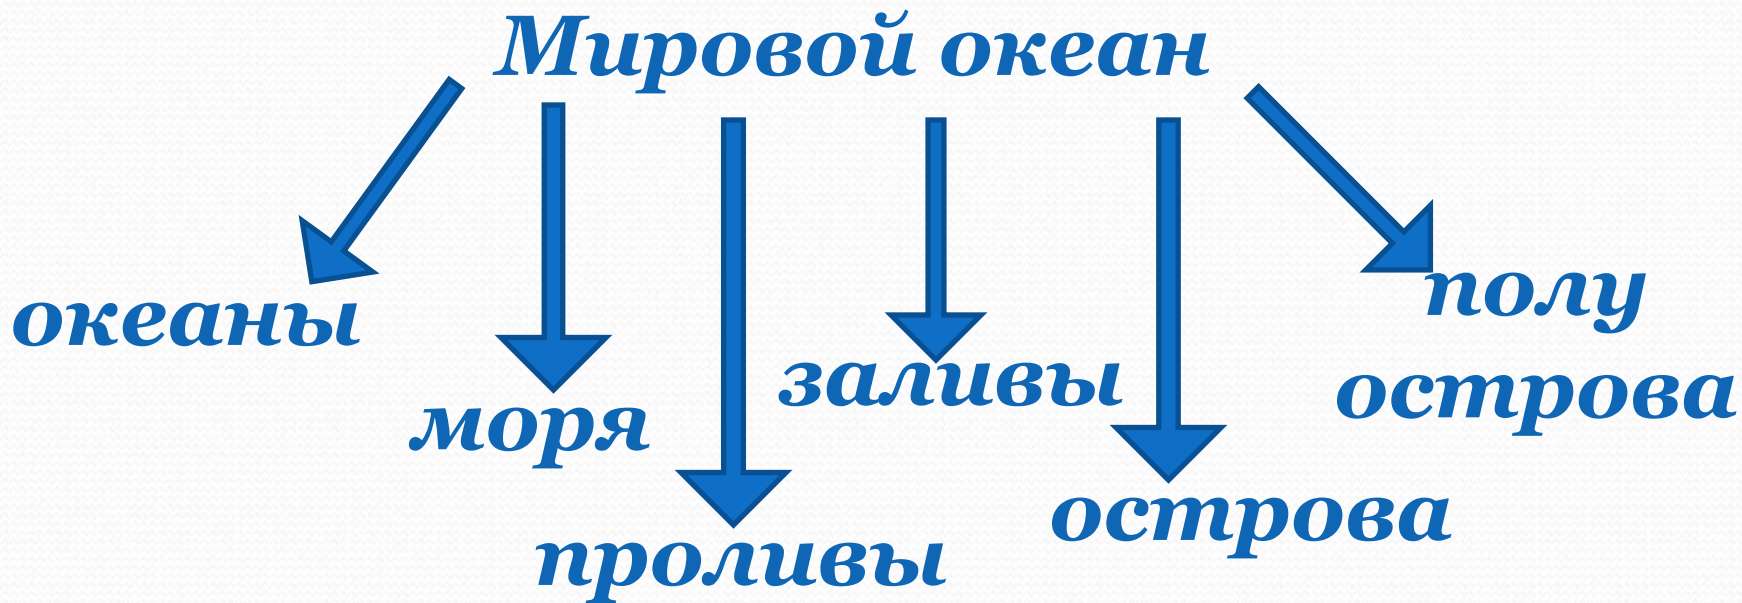 Мировой океан
океаны
моря
проливы
заливы
острова
полу
острова